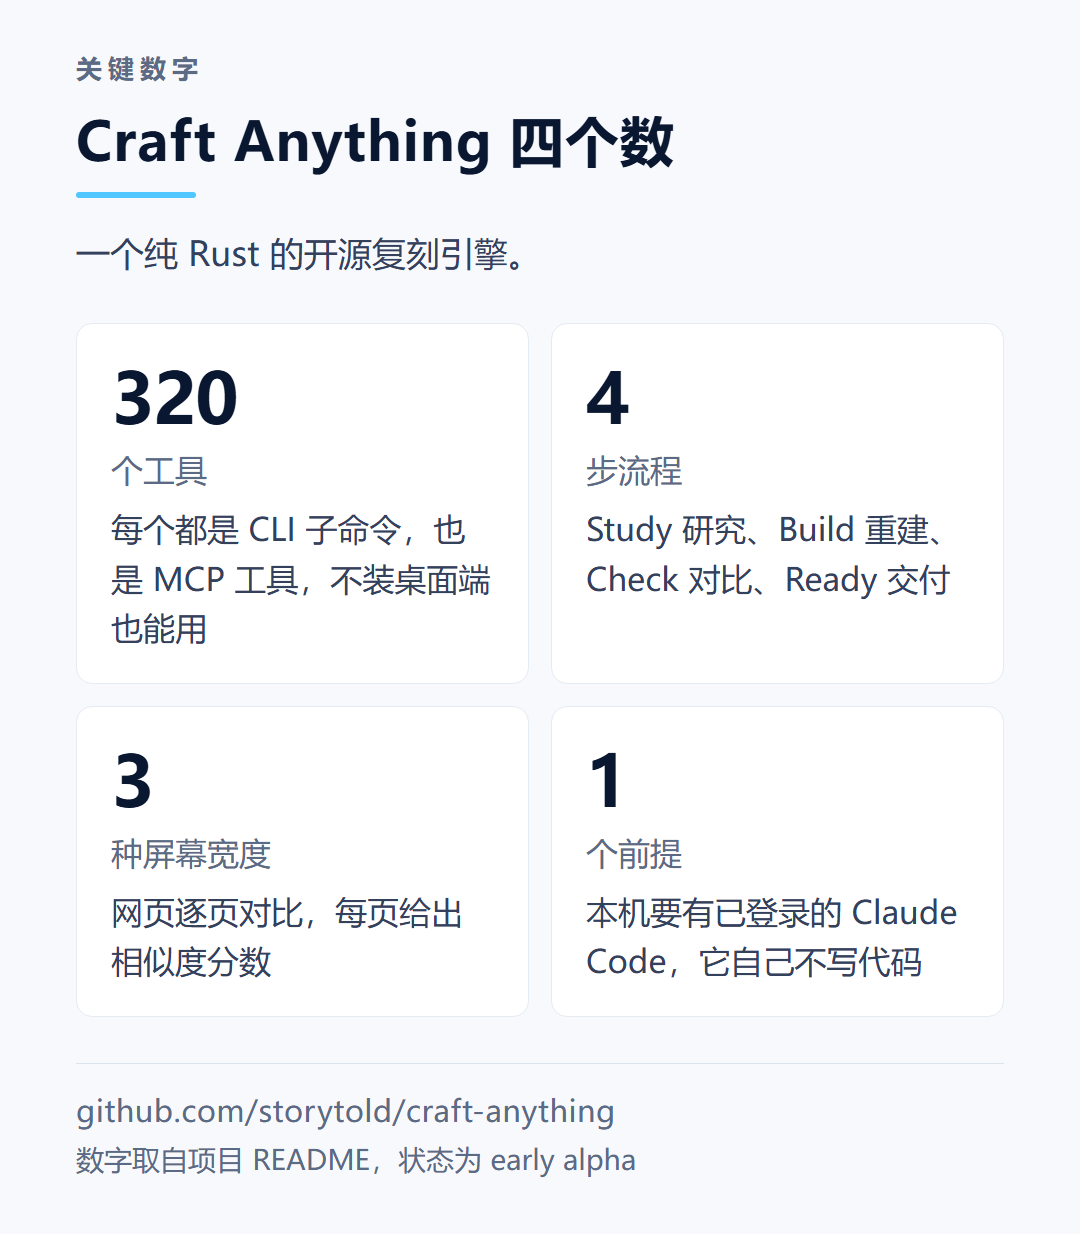 关键数字
Craft Anything 四个数
一个纯 Rust 的开源复刻引擎。
320
个工具
每个都是 CLI 子命令，也
是 MCP 工具，不装桌面端
也能用
4
步流程
Study 研究、Build 重建、
Check 对比、Ready 交付
3
种屏幕宽度
网页逐页对比，每页给出
相似度分数
1
个前提
本机要有已登录的 Claude
Code，它自己不写代码
github.com/storytold/craft-anything
数字取自项目 README，状态为 early alpha